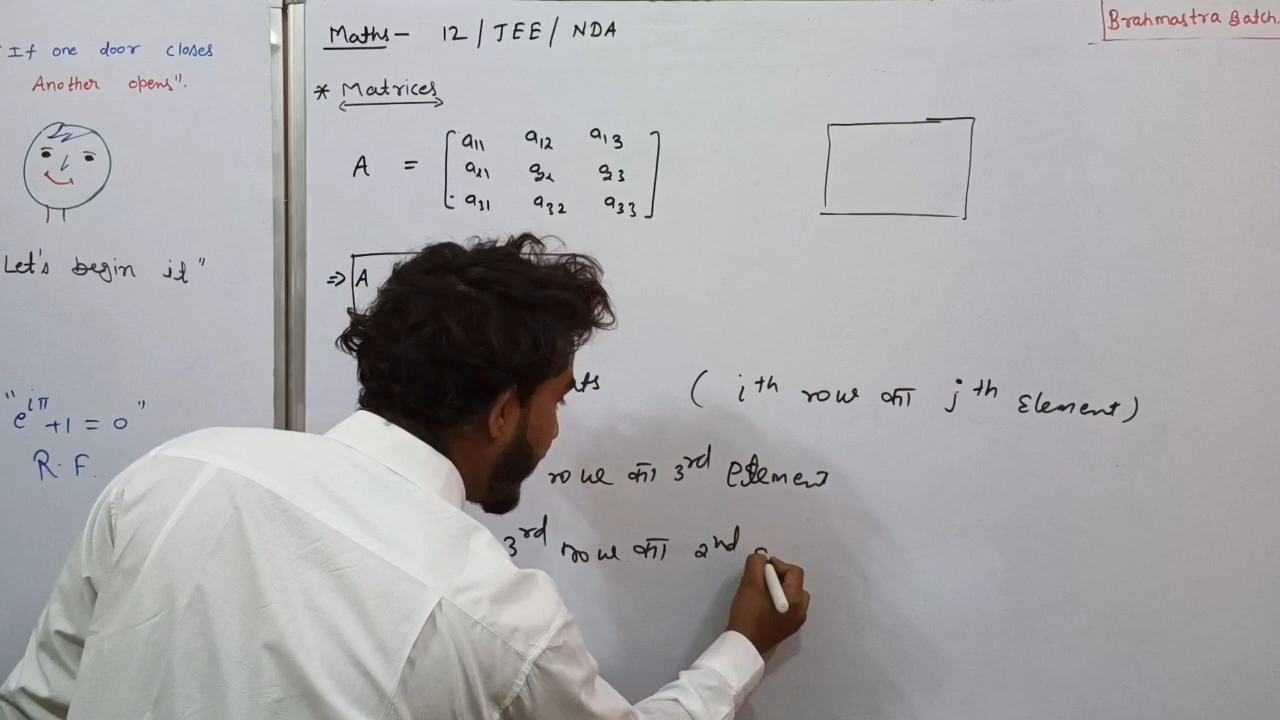 "If one door closes
Another opens".
Let's begin it"
"e^{iπ}+1 = 0"
R.F.
Maths- 12 / JEE / NDA
Brahmastra Batch
* Matrices
A = [a11 a12 a13
a21 a22 a23
a31 a32 a33]
⇒ A
( i^th row का j^th Element)
row का 3rd Element
3rd row का 2nd